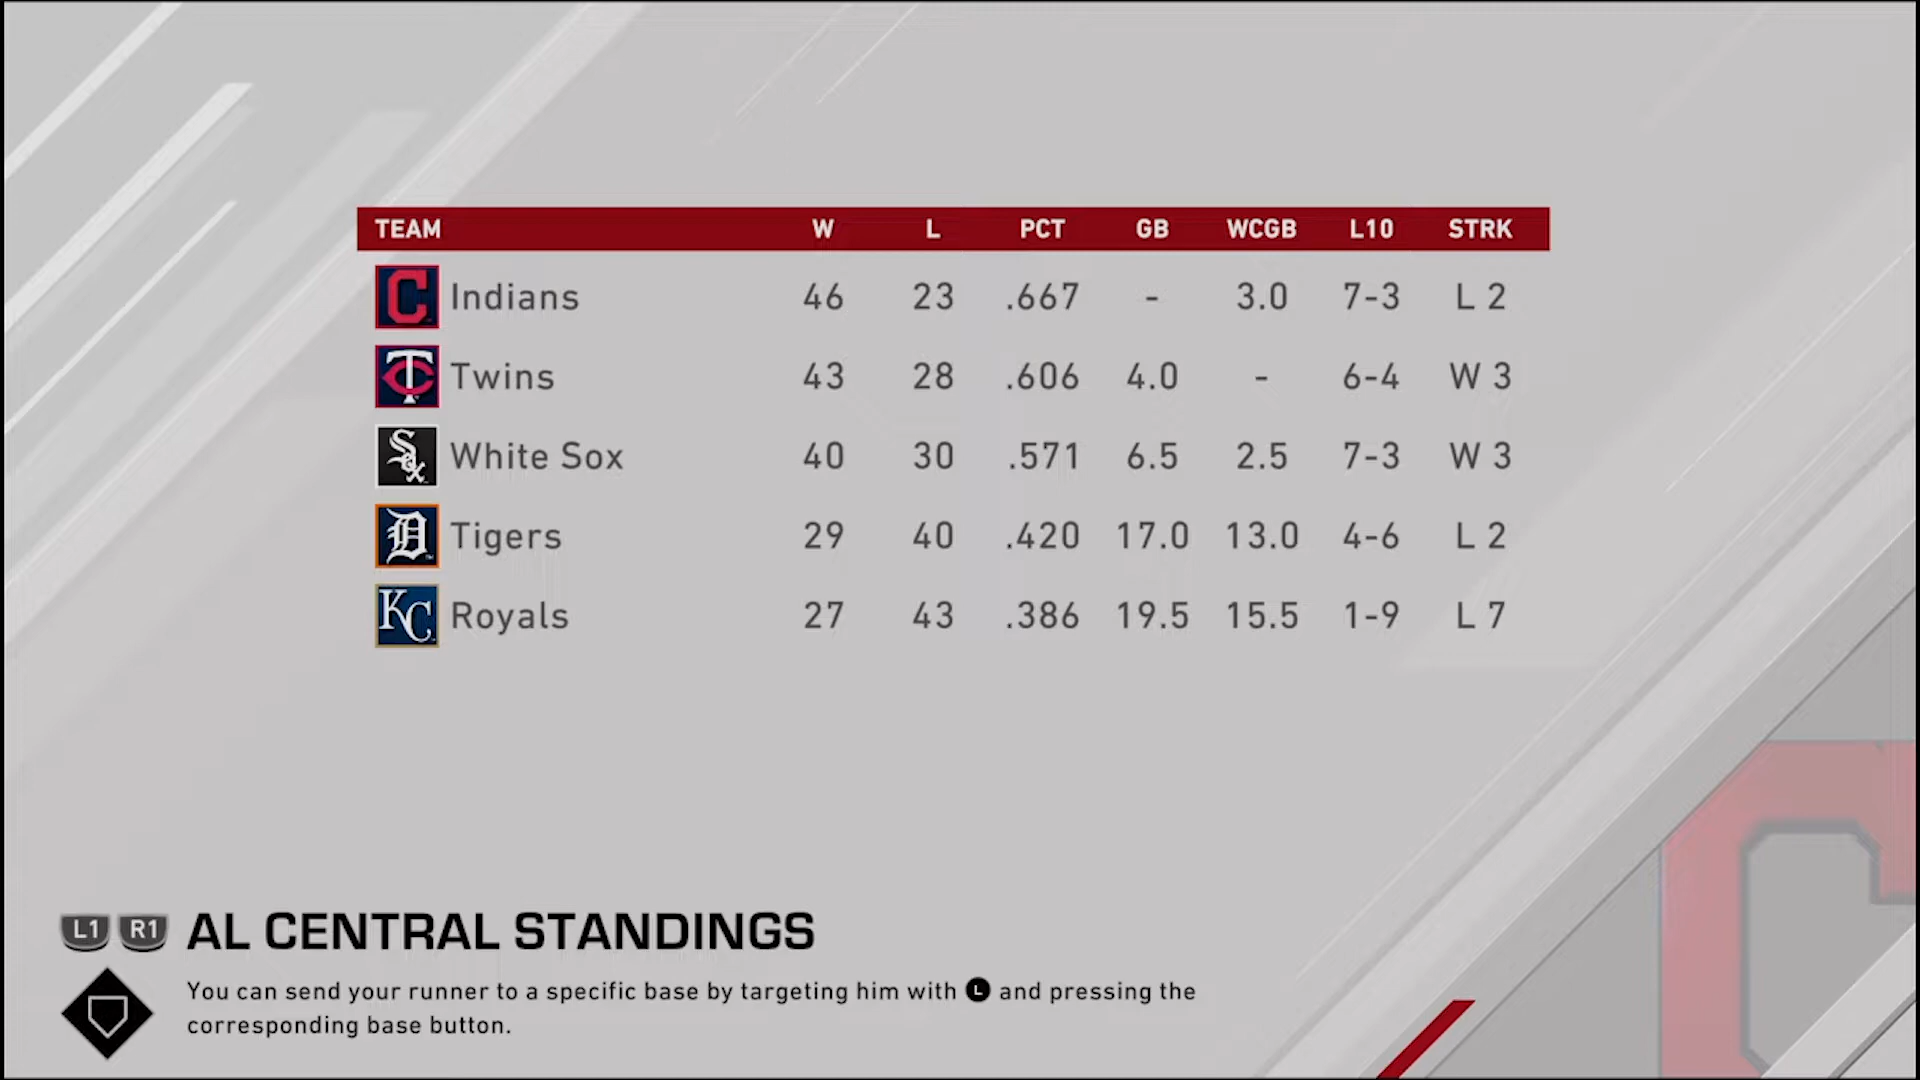 TEAM W L PCT GB WCGB L10 STRK
C Indians 46 23 .667 - 3.0 7-3 L 2
TC Twins 43 28 .606 4.0 - 6-4 W 3
Sox White Sox 40 30 .571 6.5 2.5 7-3 W 3
D Tigers 29 40 .420 17.0 13.0 4-6 L 2
KC Royals 27 43 .386 19.5 15.5 1-9 L 7
L1 R1 AL CENTRAL STANDINGS
You can send your runner to a specific base by targeting him with L and pressing the
corresponding base button.
C